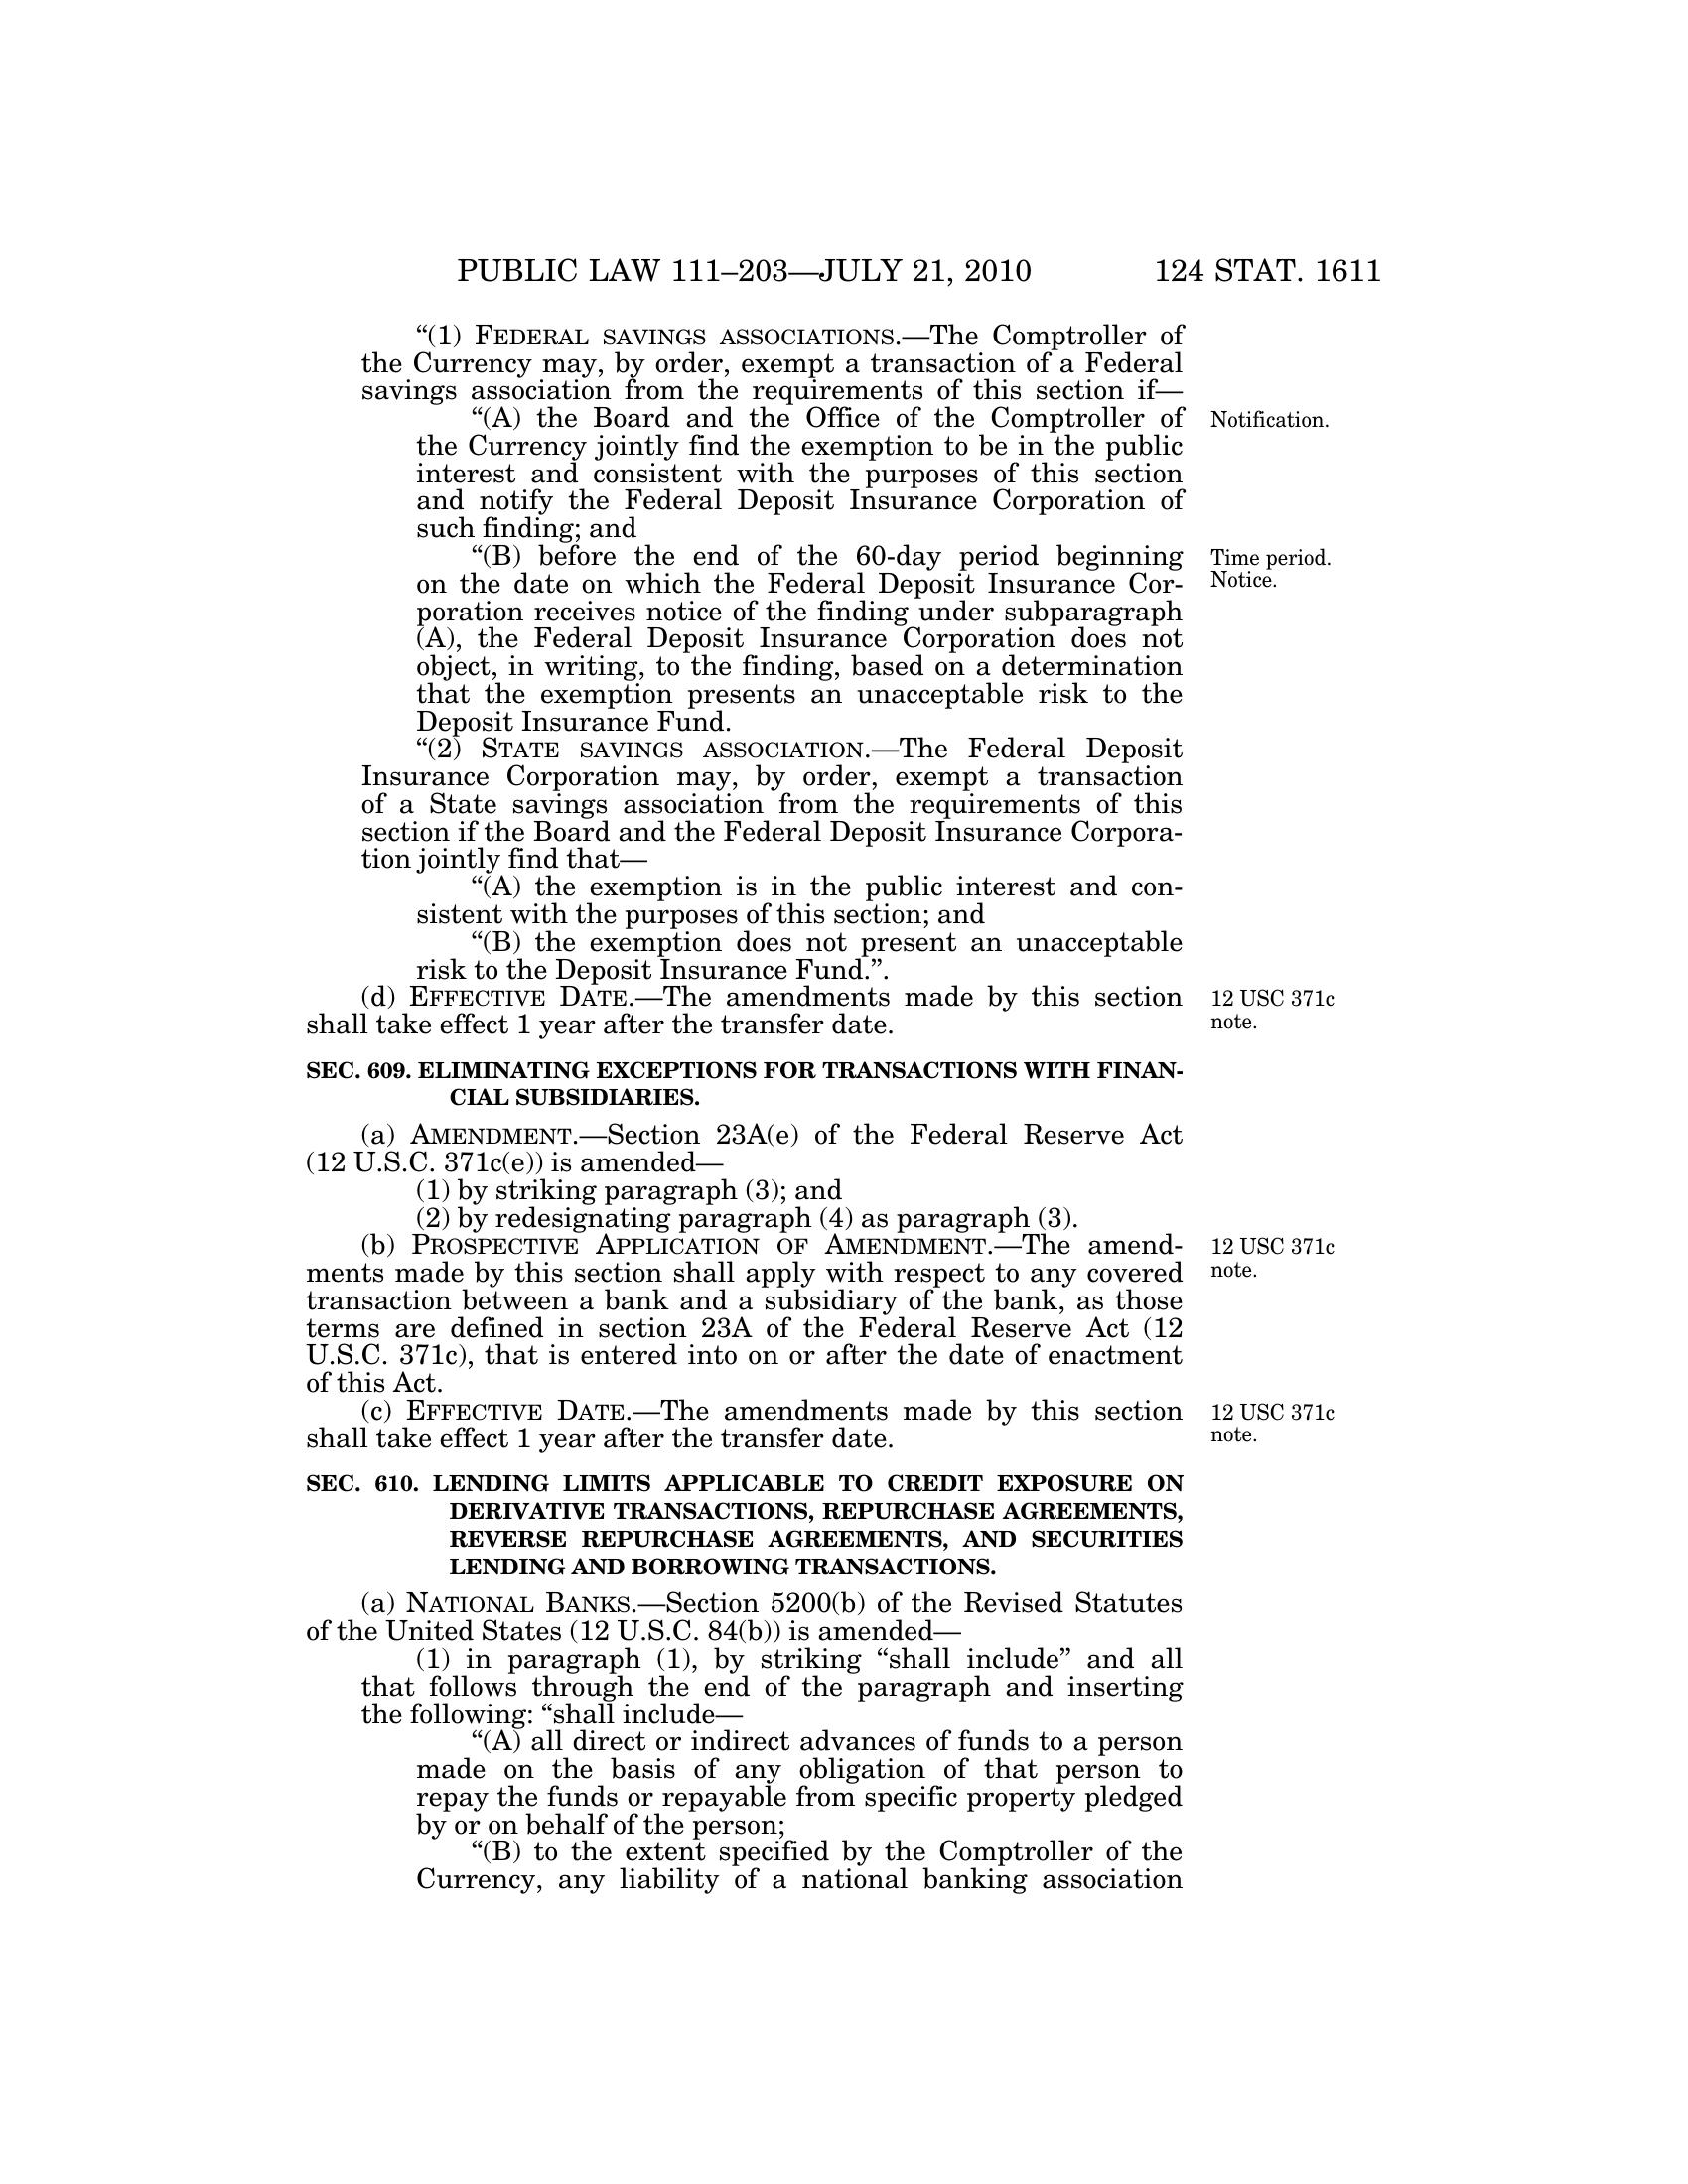 PUBLIC LAW 111–203—JULY 21, 2010 124 STAT. 1611
“(1) FEDERAL SAVINGS ASSOCIATIONS.—The Comptroller of
the Currency may, by order, exempt a transaction of a Federal
savings association from the requirements of this section if—
“(A) the Board and the Office of the Comptroller of
the Currency jointly find the exemption to be in the public
interest and consistent with the purposes of this section
and notify the Federal Deposit Insurance Corporation of
such finding; and
“(B) before the end of the 60-day period beginning
on the date on which the Federal Deposit Insurance Cor-
poration receives notice of the finding under subparagraph
(A), the Federal Deposit Insurance Corporation does not
object, in writing, to the finding, based on a determination
that the exemption presents an unacceptable risk to the
Deposit Insurance Fund.
“(2) STATE SAVINGS ASSOCIATION.—The Federal Deposit
Insurance Corporation may, by order, exempt a transaction
of a State savings association from the requirements of this
section if the Board and the Federal Deposit Insurance Corpora-
tion jointly find that—
“(A) the exemption is in the public interest and con-
sistent with the purposes of this section; and
“(B) the exemption does not present an unacceptable
risk to the Deposit Insurance Fund.”.
(d) EFFECTIVE DATE.—The amendments made by this section
shall take effect 1 year after the transfer date.
SEC. 609. ELIMINATING EXCEPTIONS FOR TRANSACTIONS WITH FINAN-
CIAL SUBSIDIARIES.
(a) AMENDMENT.—Section 23A(e) of the Federal Reserve Act
(12 U.S.C. 371c(e)) is amended—
(1) by striking paragraph (3); and
(2) by redesignating paragraph (4) as paragraph (3).
(b) PROSPECTIVE APPLICATION OF AMENDMENT.—The amend-
ments made by this section shall apply with respect to any covered
transaction between a bank and a subsidiary of the bank, as those
terms are defined in section 23A of the Federal Reserve Act (12
U.S.C. 371c), that is entered into on or after the date of enactment
of this Act.
(c) EFFECTIVE DATE.—The amendments made by this section
shall take effect 1 year after the transfer date.
SEC. 610. LENDING LIMITS APPLICABLE TO CREDIT EXPOSURE ON
DERIVATIVE TRANSACTIONS, REPURCHASE AGREEMENTS,
REVERSE REPURCHASE AGREEMENTS, AND SECURITIES
LENDING AND BORROWING TRANSACTIONS.
(a) NATIONAL BANKS.—Section 5200(b) of the Revised Statutes
of the United States (12 U.S.C. 84(b)) is amended—
(1) in paragraph (1), by striking “shall include” and all
that follows through the end of the paragraph and inserting
the following: “shall include—
“(A) all direct or indirect advances of funds to a person
made on the basis of any obligation of that person to
repay the funds or repayable from specific property pledged
by or on behalf of the person;
“(B) to the extent specified by the Comptroller of the
Currency, any liability of a national banking association
Notification.
Time period.
Notice.
12 USC 371c
note.
12 USC 371c
note.
12 USC 371c
note.